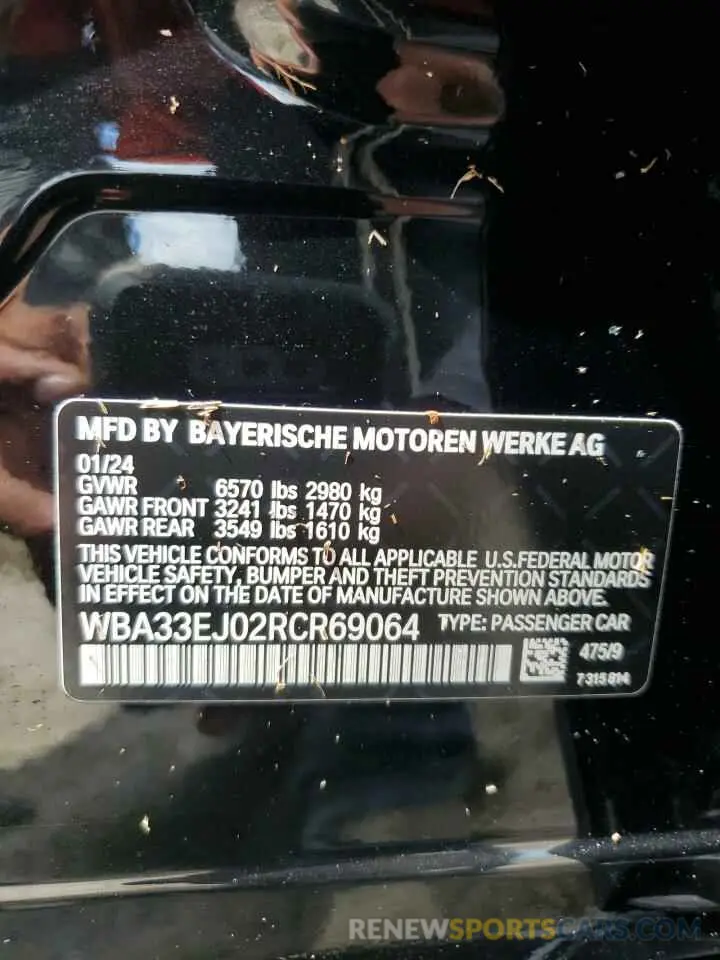 MFD BY BAYERISCHE MOTOREN WERKE AG
01/24
GVWR 6570 lbs 2980 kg
GAWR FRONT 3241 lbs 1470 kg
GAWR REAR 3549 lbs 1610 kg
THIS VEHICLE CONFORMS TO ALL APPLICABLE U.S.FEDERAL MOTOR
VEHICLE SAFETY, BUMPER AND THEFT PREVENTION STANDARDS
IN EFFECT ON THE DATE OF MANUFACTURE SHOWN ABOVE.
WBA33EJ02RCR69064 TYPE: PASSENGER CAR
475/9
7 315 814
RENEWSPORTSCARS.COM